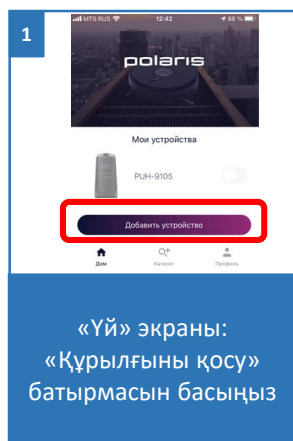 1
MTS RUS 12:42 88 %
polaris
Мои устройства
PUH-9105
Добавить устройство
Дом Каталог Профиль
«Үй» экраны:
«Құрылғыны қосу»
батырмасын басыңыз